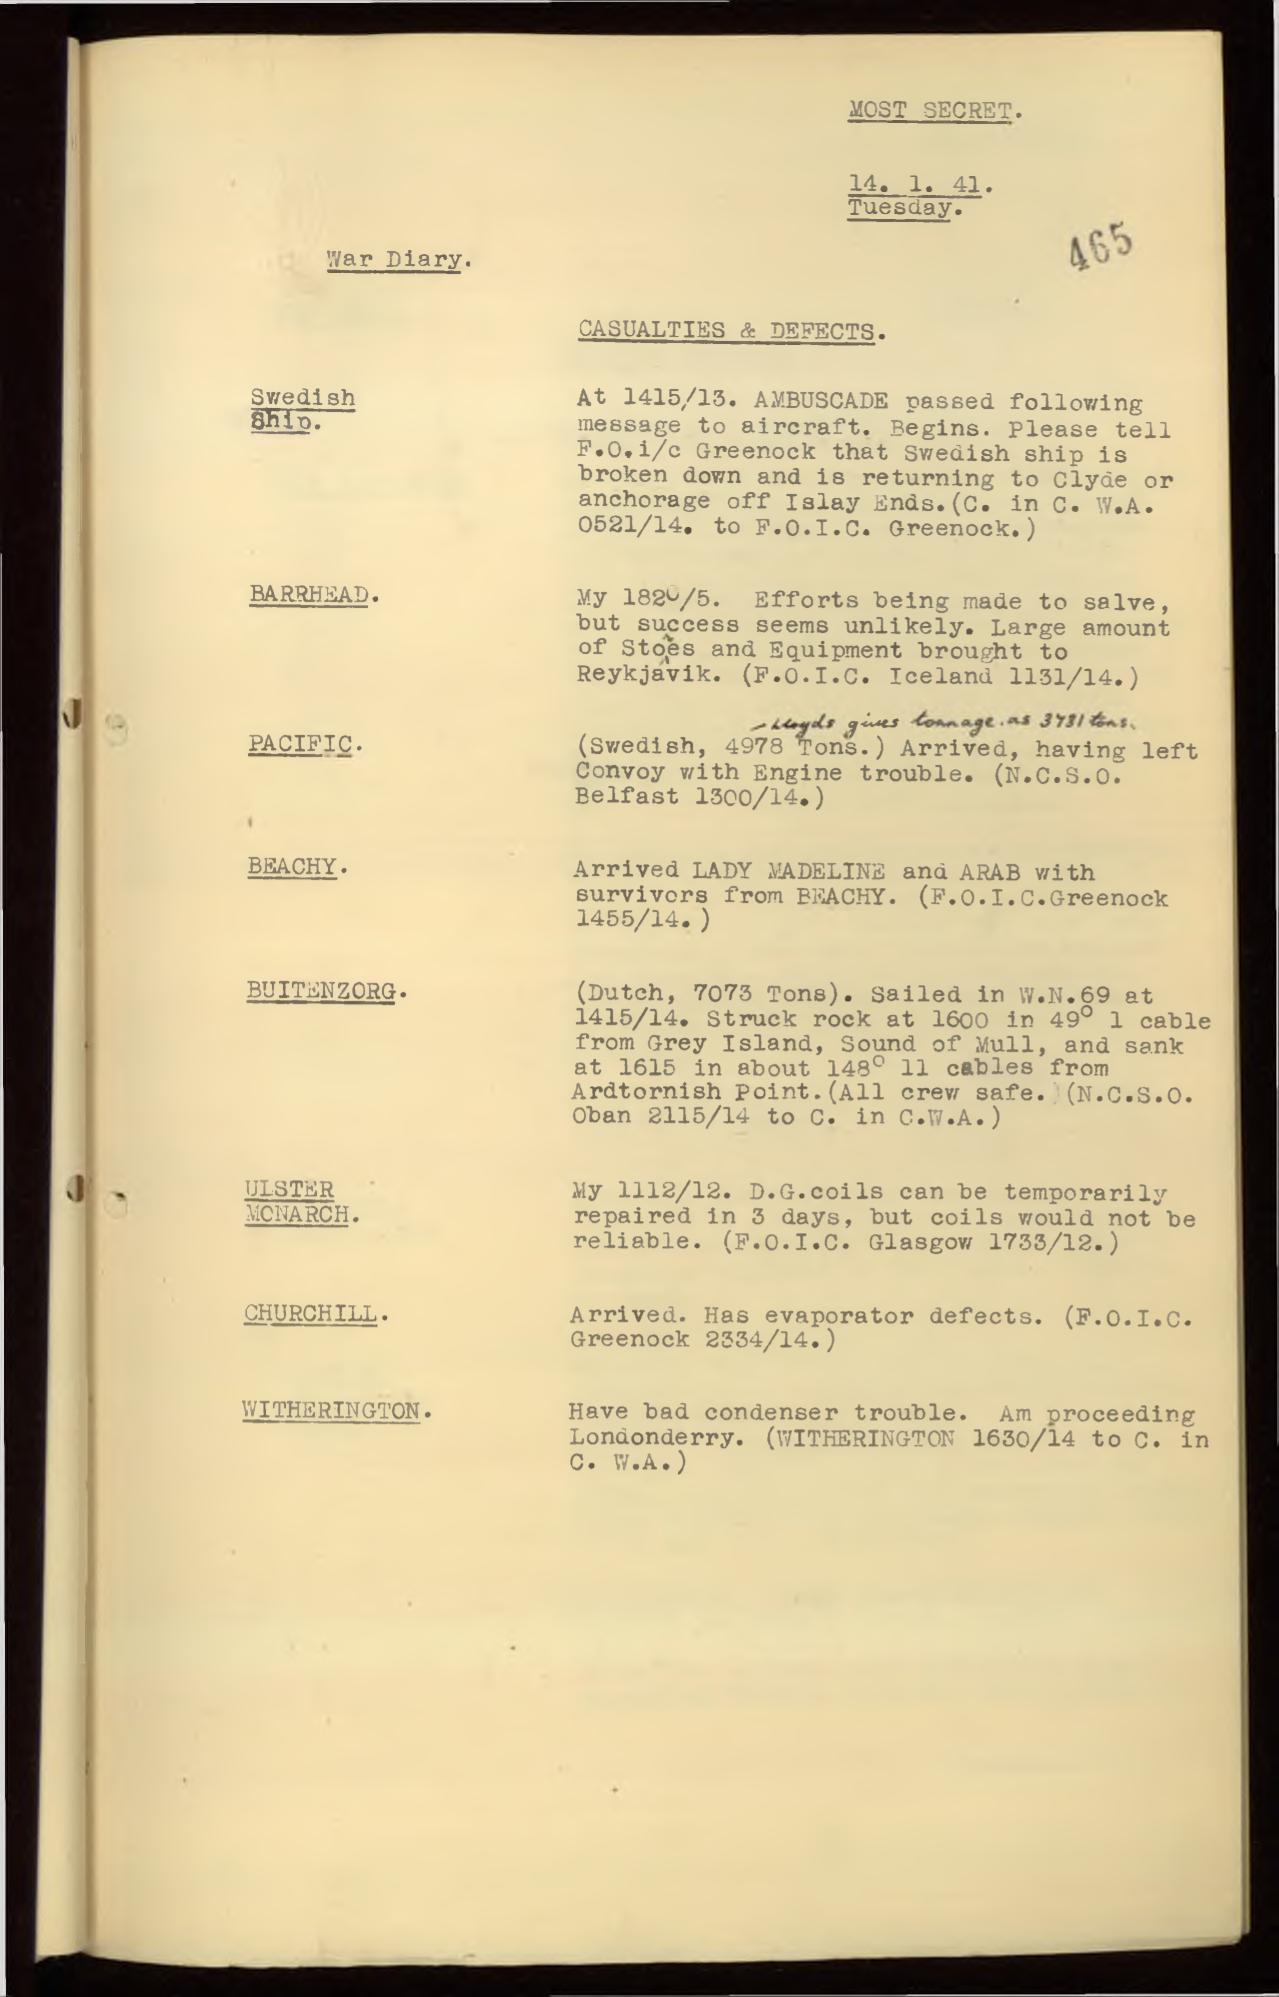 MOST SECRET.
14. 1. 41.
Tuesday.
465
War Diary.
CASUALTIES & DEFECTS.
Swedish
Ship.
At 1415/13. AMBUSCADE passed following
message to aircraft. Begins. Please tell
F.O.i/c Greenock that Swedish ship is
broken down and is returning to Clyde or
anchorage off Islay Ends.(C. in C. W.A.
0521/14. to F.O.I.C. Greenock.)
BARRHEAD.
My 1820/5. Efforts being made to salve,
but success seems unlikely. Large amount
of Stores and Equipment brought to
Reykjavik. (F.O.I.C. Iceland 1131/14.)
- Lloyds gives tonnage as 3781 tons.
PACIFIC.
(Swedish, 4978 Tons.) Arrived, having left
Convoy with Engine trouble. (N.C.S.O.
Belfast 1300/14.)
BEACHY.
Arrived LADY MADELINE and ARAB with
survivors from BEACHY. (F.O.I.C.Greenock
1455/14.)
BUITENZORG.
(Dutch, 7073 Tons). Sailed in W.N.69 at
1415/14. Struck rock at 1600 in 49° 1 cable
from Grey Island, Sound of Mull, and sank
at 1615 in about 148° 11 cables from
Ardtornish Point.(All crew safe. (N.C.S.O.
Oban 2115/14 to C. in C.W.A.)
ULSTER
MONARCH.
My 1112/12. D.G.coils can be temporarily
repaired in 3 days, but coils would not be
reliable. (F.O.I.C. Glasgow 1733/12.)
CHURCHILL.
Arrived. Has evaporator defects. (F.O.I.C.
Greenock 2334/14.)
WITHERINGTON.
Have bad condenser trouble. Am proceeding
Londonderry. (WITHERINGTON 1630/14 to C. in
C. W.A.)